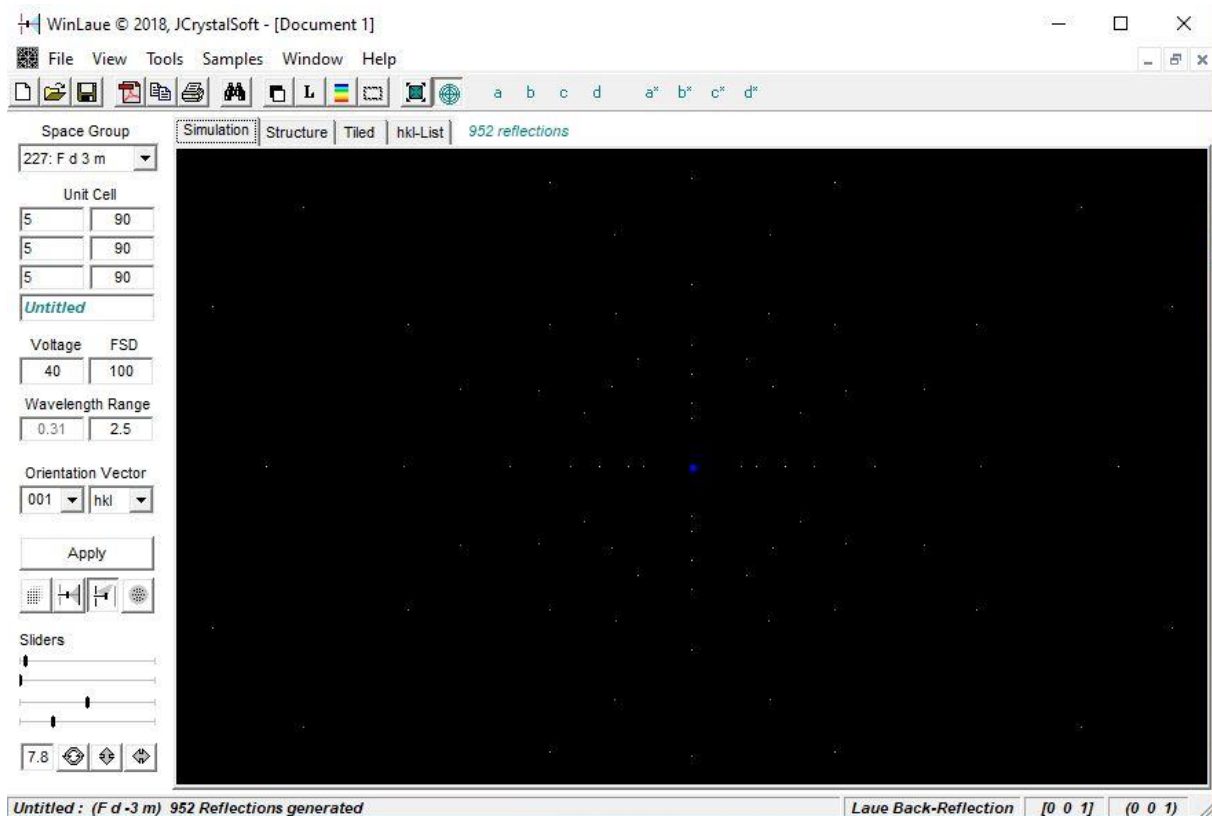 WinLaue © 2018, JCrystalSoft - [Document 1]
File View Tools Samples Window Help
L a b c d a* b* c* d*
Space Group
Simulation Structure Tiled hkl-List 952 reflections
227: F d 3 m
Unit Cell
5 90
5 90
5 90
Untitled
Voltage FSD
40 100
Wavelength Range
0.31 2.5
Orientation Vector
001 hkl
Apply
Sliders
7.8
Untitled : (F d -3 m) 952 Reflections generated Laue Back-Reflection [0 0 1] (0 0 1)